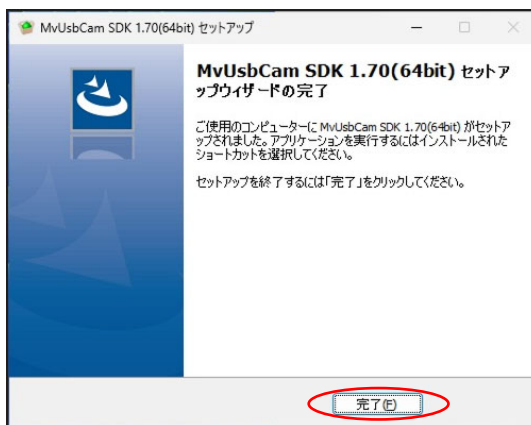 MvUsbCam SDK 1.70(64bit) セットアップ
MvUsbCam SDK 1.70(64bit) セットア
ップウィザードの完了
ご使用のコンピューターに MvUsbCam SDK 1.70(64bit) がセットア
ップされました。アプリケーションを実行するにはインストールされた
ショートカットを選択してください。
セットアップを終了するには「完了」をクリックしてください。
完了(F)